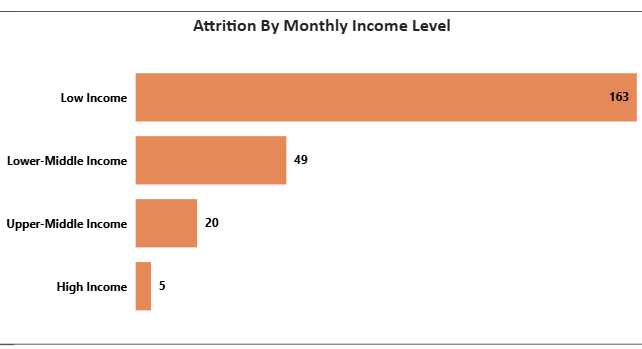 Attrition By Monthly Income Level
Low Income 163
Lower-Middle Income 49
Upper-Middle Income 20
High Income 5